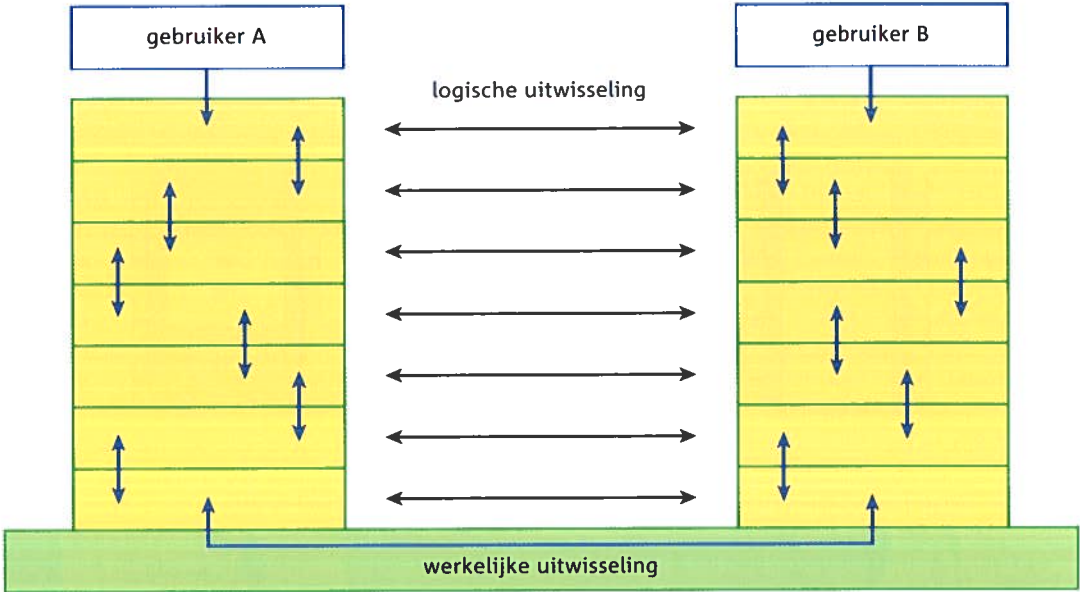 gebruiker A
gebruiker B
logische uitwisseling
werkelijke uitwisseling